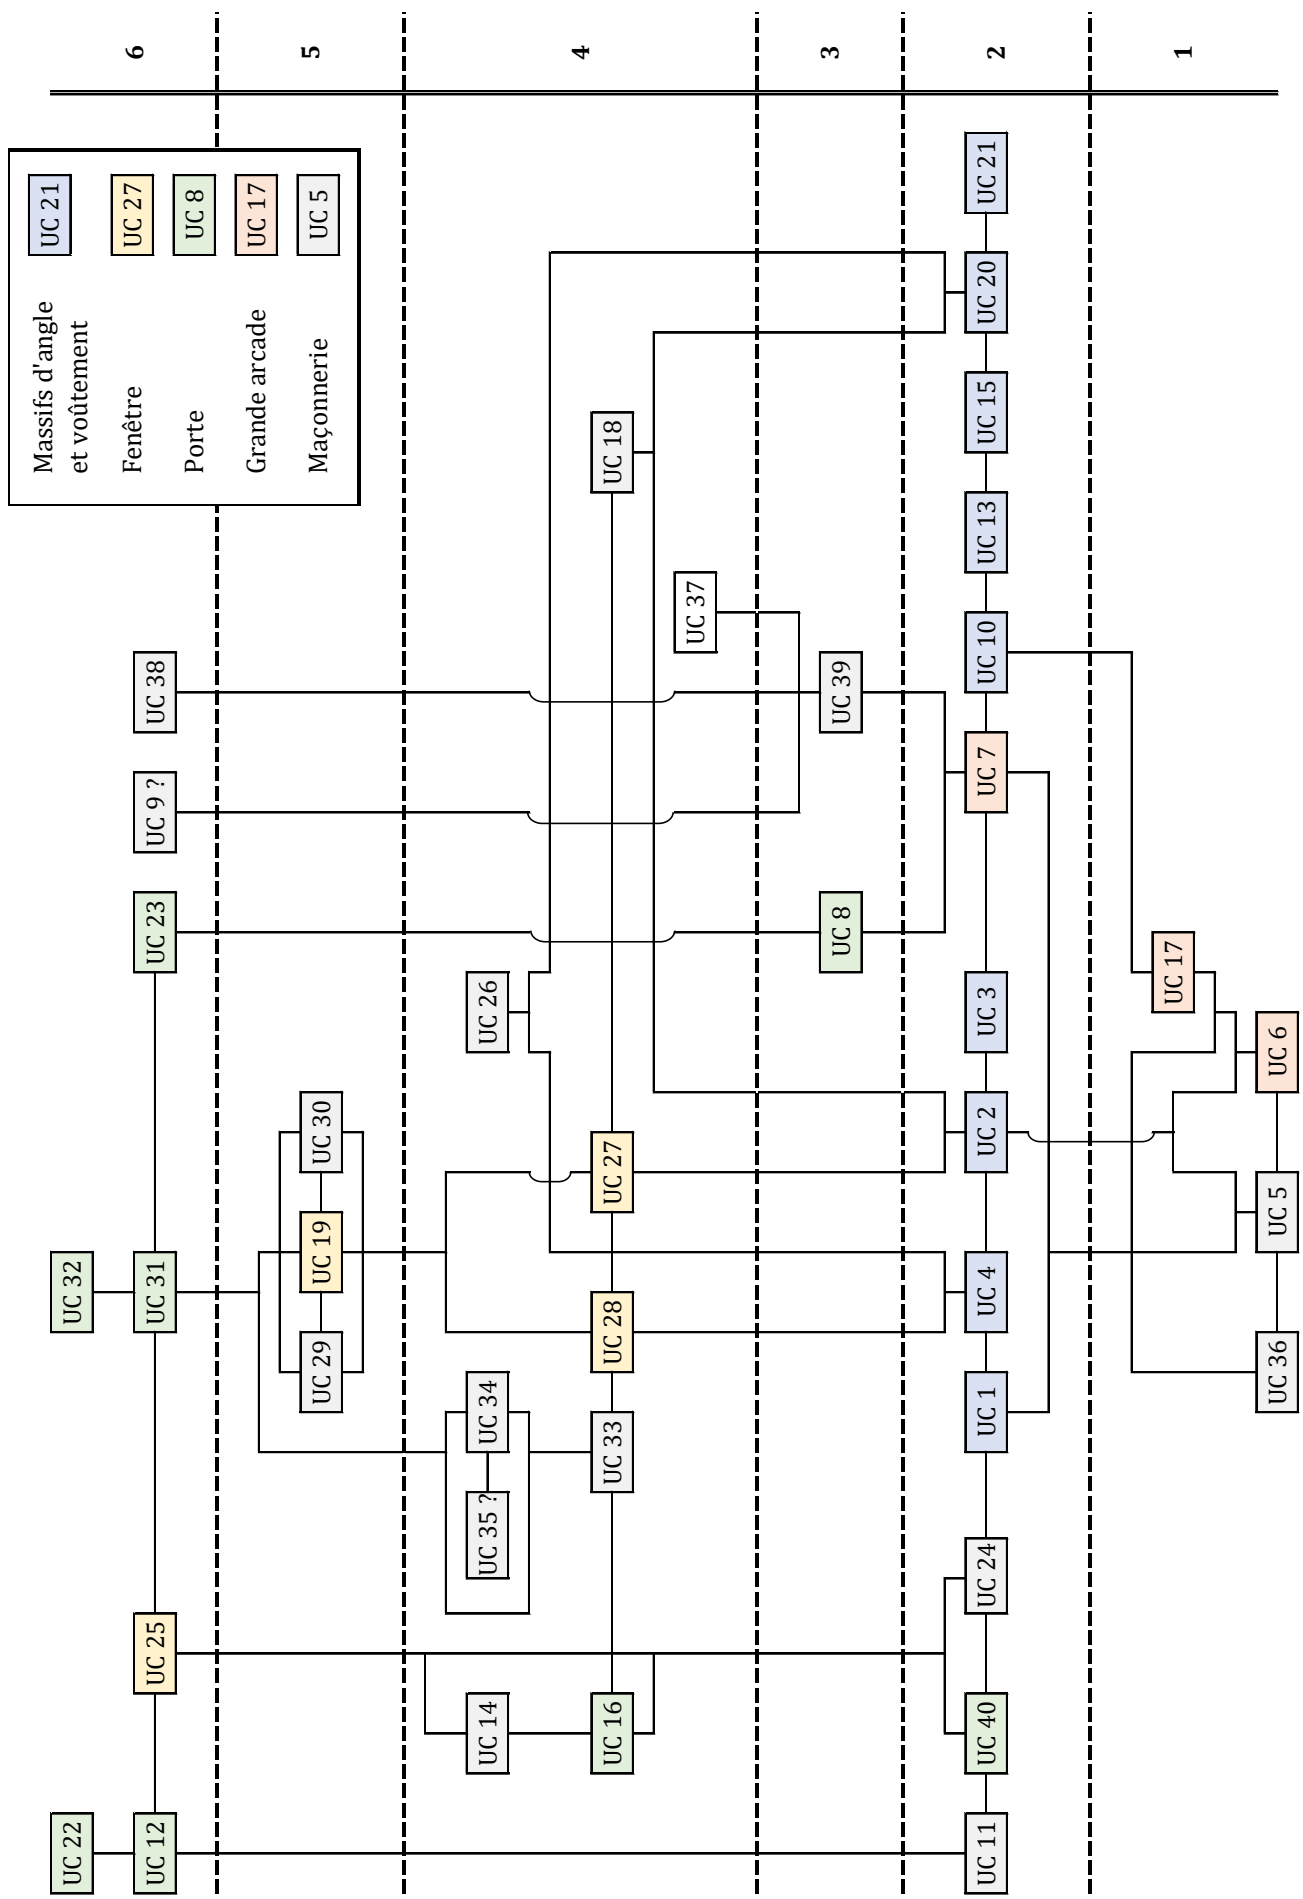 UC 22
UC 32
UC 12
UC 25
UC 31
UC 23
UC 9 ?
UC 38
6
Massifs d'angle
et voûtement
UC 21
Fenêtre
UC 27
Porte
UC 8
Grande arcade
UC 17
Maçonnerie
UC 5
UC 29
UC 19
UC 30
5
UC 14
UC 35 ?
UC 34
UC 26
UC 16
UC 33
UC 28
UC 27
UC 18
4
UC 37
UC 8
UC 39
3
UC 11
UC 40
UC 24
UC 1
UC 4
UC 2
UC 3
UC 7
UC 10
UC 13
UC 15
UC 20
UC 21
2
UC 17
1
UC 36
UC 5
UC 6